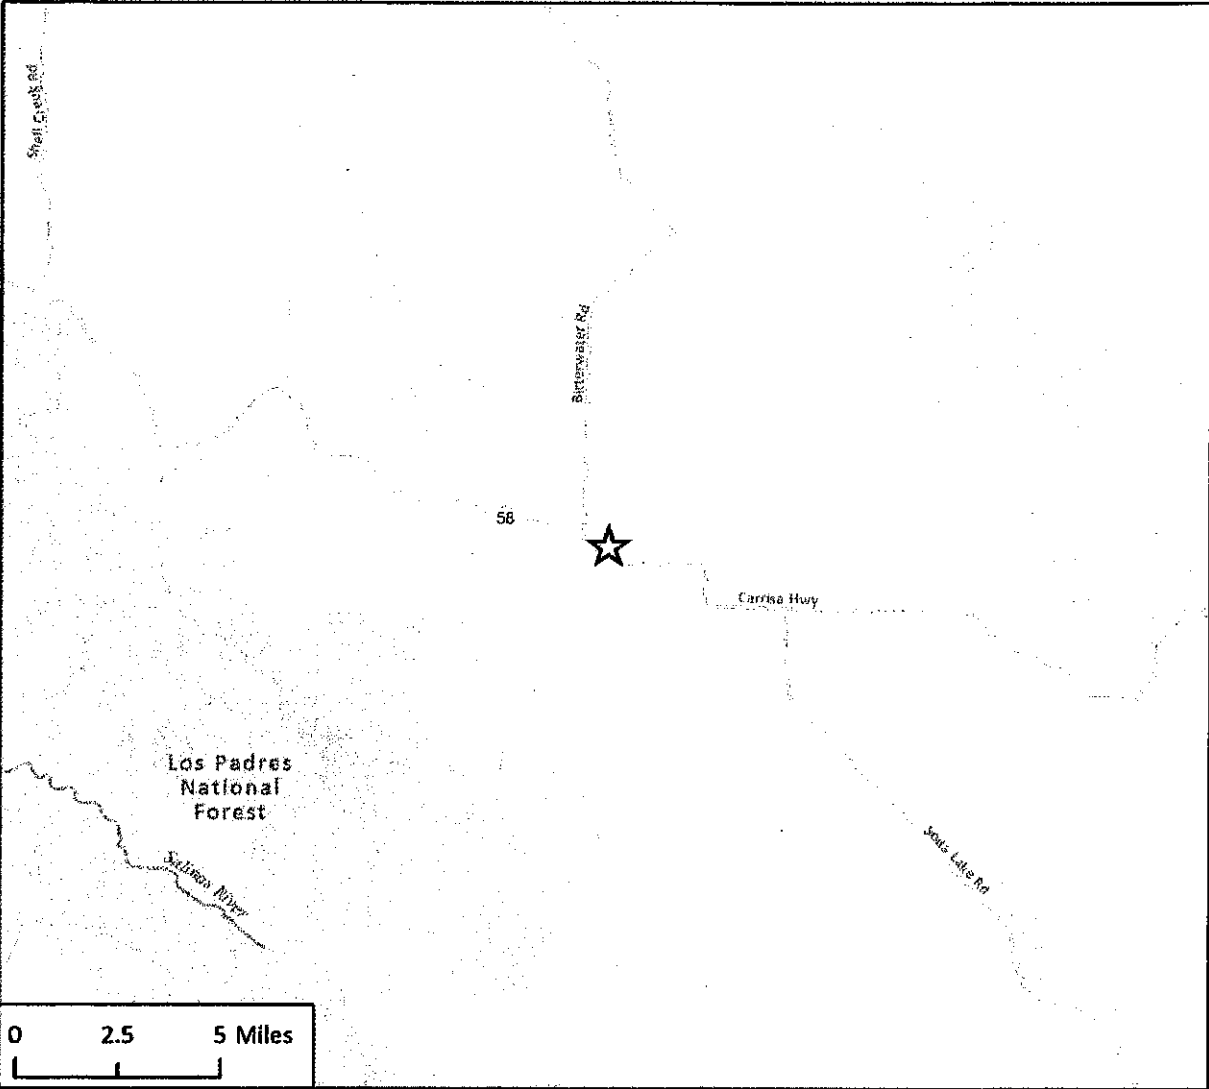 Shell Creek Rd
Bitterwater Rd
58
Carrisa Hwy
Los Padres
National
Forest
Salinas River
Soda Lake Rd
0 2.5 5 Miles